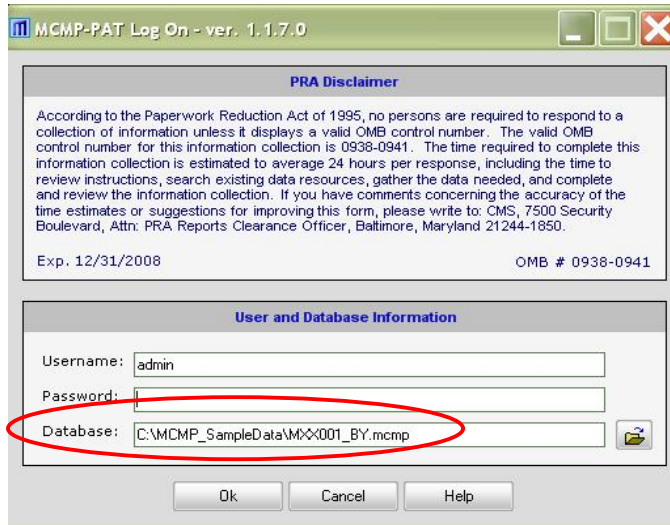 MCMP-PAT Log On - ver. 1.1.7.0
PRA Disclaimer
According to the Paperwork Reduction Act of 1995, no persons are required to respond to a
collection of information unless it displays a valid OMB control number. The valid OMB
control number for this information collection is 0938-0941. The time required to complete this
information collection is estimated to average 24 hours per response, including the time to
review instructions, search existing data resources, gather the data needed, and complete
and review the information collection. If you have comments concerning the accuracy of the
time estimates or suggestions for improving this form, please write to: CMS, 7500 Security
Boulevard, Attn: PRA Reports Clearance Officer, Baltimore, Maryland 21244-1850.
Exp. 12/31/2008 OMB # 0938-0941
User and Database Information
Username: admin
Password:
Database: C:\MCMP_SampleData\MXX001_BY.mcmp
Ok Cancel Help